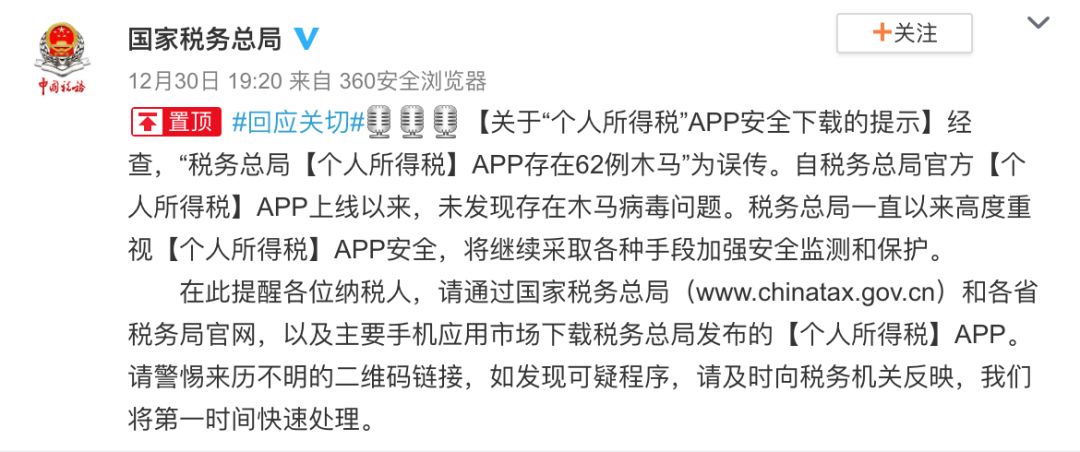 国家税务总局
+关注
中国税务
12月30日 19:20 来自 360安全浏览器
置顶 #回应关切#【关于“个人所得税”APP安全下载的提示】经
查，“税务总局【个人所得税】APP存在62例木马”为误传。自税务总局官方【个
人所得税】APP上线以来，未发现存在木马病毒问题。税务总局一直以来高度重
视【个人所得税】APP安全，将继续采取各种手段加强安全监测和保护。
在此提醒各位纳税人，请通过国家税务总局（www.chinatax.gov.cn）和各省
税务局官网，以及主要手机应用市场下载税务总局发布的【个人所得税】APP。
请警惕来历不明的二维码链接，如发现可疑程序，请及时向税务机关反映，我们
将第一时间快速处理。